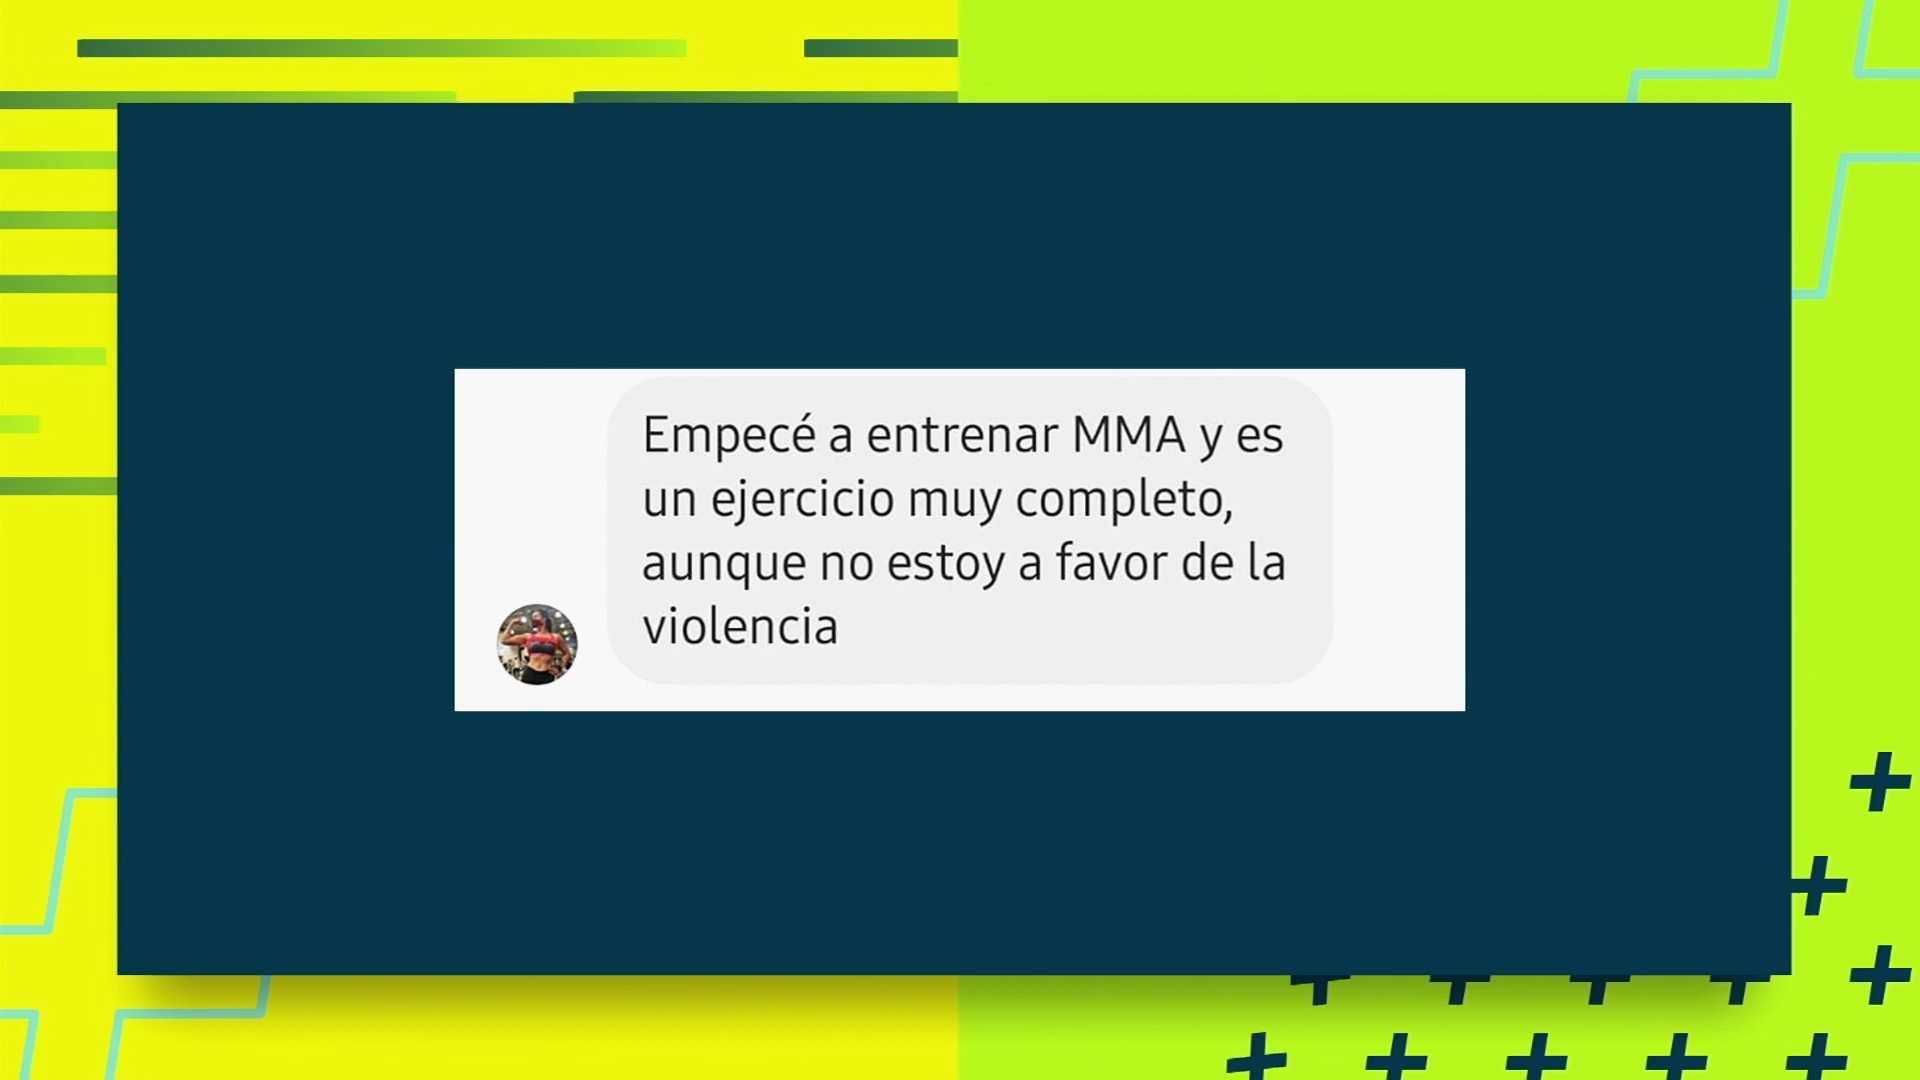 Empecé a entrenar MMA y es
un ejercicio muy completo,
aunque no estoy a favor de la
violencia